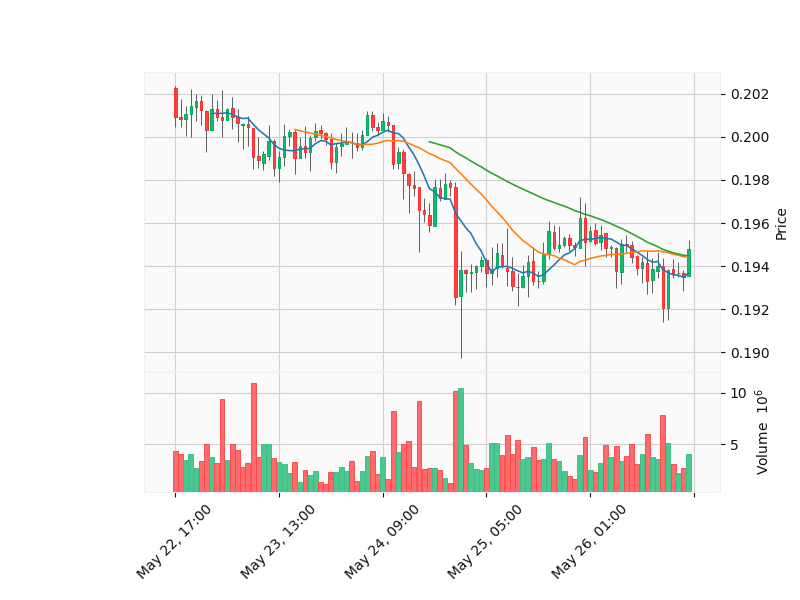 0.202
0.200
0.198
0.196
0.194
0.192
0.190
Price
10
5
Volume 10^6
May 22, 17:00
May 23, 13:00
May 24, 09:00
May 25, 05:00
May 26, 01:00